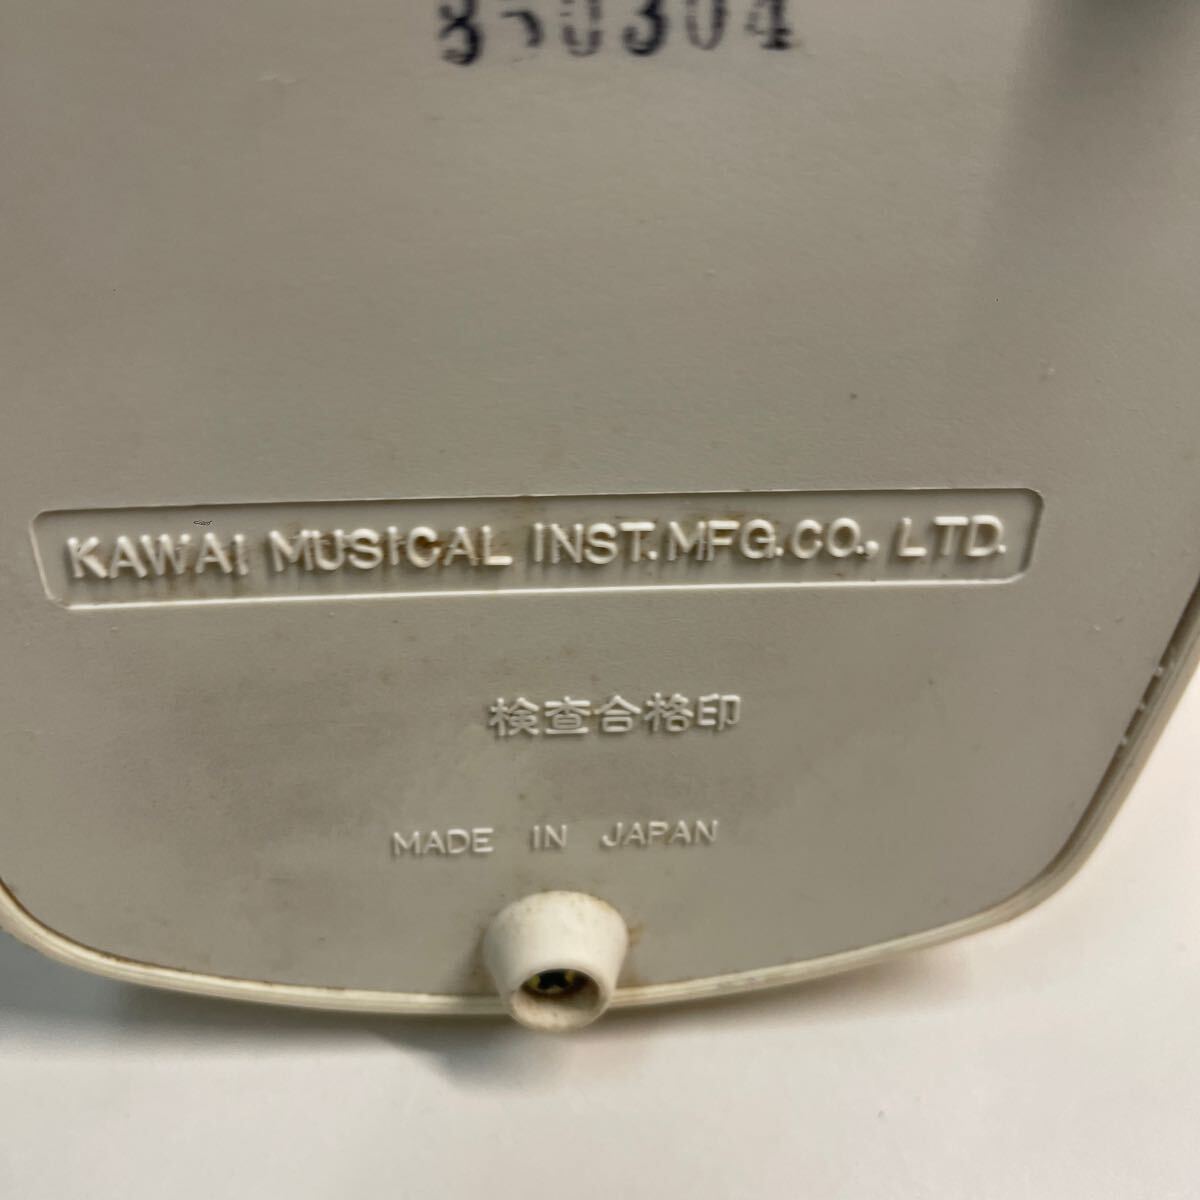 KAWAI MUSICAL INST. MFG. CO., LTD.
検査合格印
MADE IN JAPAN